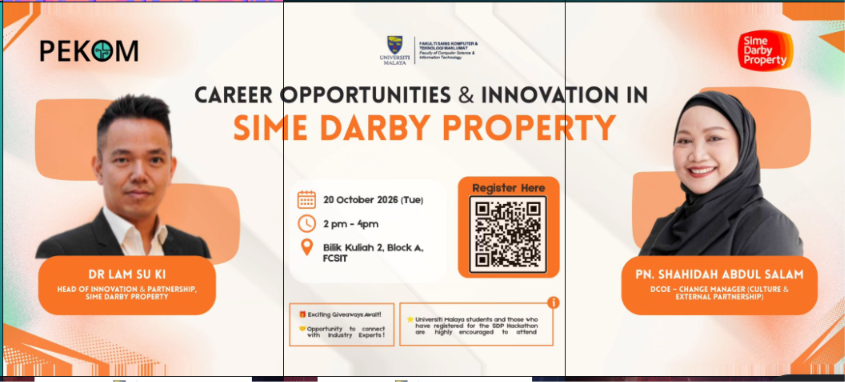 PEKOM
UNIVERSITI
MALAYA
FAKULTI SAINS KOMPUTER &
TEKNOLOGI MAKLUMAT
Faculty of Computer Science &
Information Technology
Sime
Darby
Property
CAREER OPPORTUNITIES & INNOVATION IN
SIME DARBY PROPERTY
20 October 2026 (Tue)
2 pm - 4pm
Bilik Kuliah 2, Block A,
FCSIT
Register Here
DR LAM SU KI
HEAD OF INNOVATION & PARTNERSHIP,
SIME DARBY PROPERTY
PN. SHAHIDAH ABDUL SALAM
DCOE – CHANGE MANAGER (CULTURE &
EXTERNAL PARTNERSHIP)
Exciting Giveaways await!
Opportunity to connect
with Industry Experts!
Universiti Malaya students and those who
have registered for the SDP Hackathon
are highly encouraged to attend